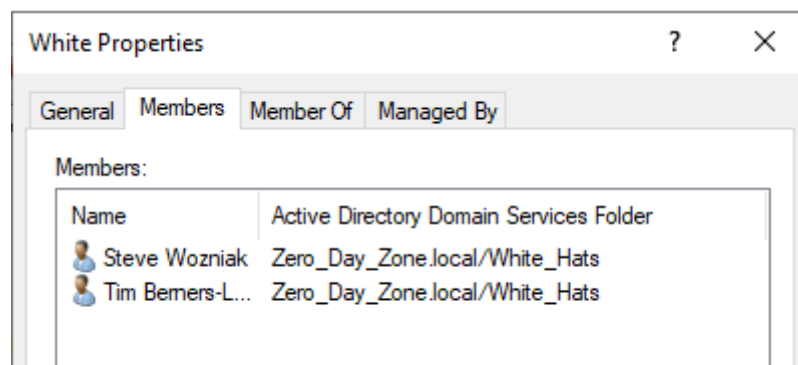 White Properties ? ×
General Members Member Of Managed By
Members:
Name Active Directory Domain Services Folder
Steve Wozniak Zero_Day_Zone.local/White_Hats
Tim Berners-L... Zero_Day_Zone.local/White_Hats